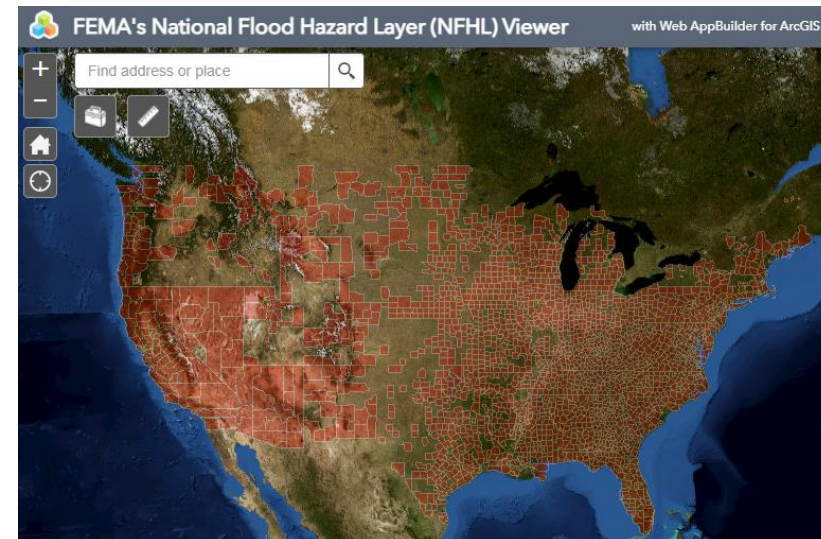 FEMA's National Flood Hazard Layer (NFHL) Viewer with Web AppBuilder for ArcGIS
Find address or place